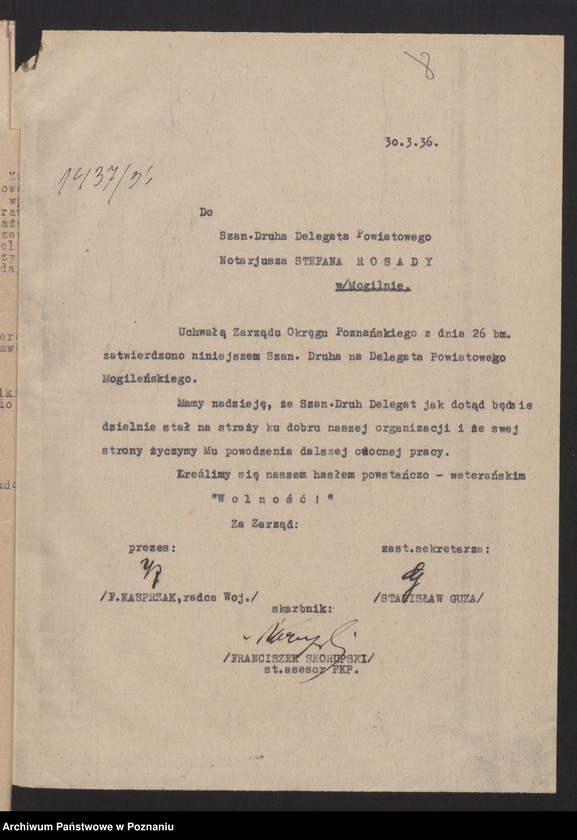 8
30.3.36.
1437/36
Do
Szan.Druha Delegata Powiatowego
Notarjusza STEFANA R O S A D Y
w/Mogilnie.
Uchwałą Zarządu Okręgu Poznańskiego z dnia 26 bm.
zatwierdzono niniejszem Szan. Druha na Delegata Powiatowego
Mogileńskiego.
Mamy nadzieję, że Szan.Druh Delegat jak dotąd będzie
dzielnie stał na straży ku dobru naszej organizacji i że swej
strony życzymy Mu powodzenia dalszej owocnej pracy.
Kreślimy się naszem hasłem powstańczo - weterańskim
"W o l n o ś ć ! "
Za Zarząd:
prezes: zast.sekretarza:
/F.KASPRZAK,radca Woj./ /STANISŁAW GUZA/
skarbnik:
/FRANCISZEK SKORUPSKI/
st.asesor PKP.
Archiwum Państwowe w Poznaniu